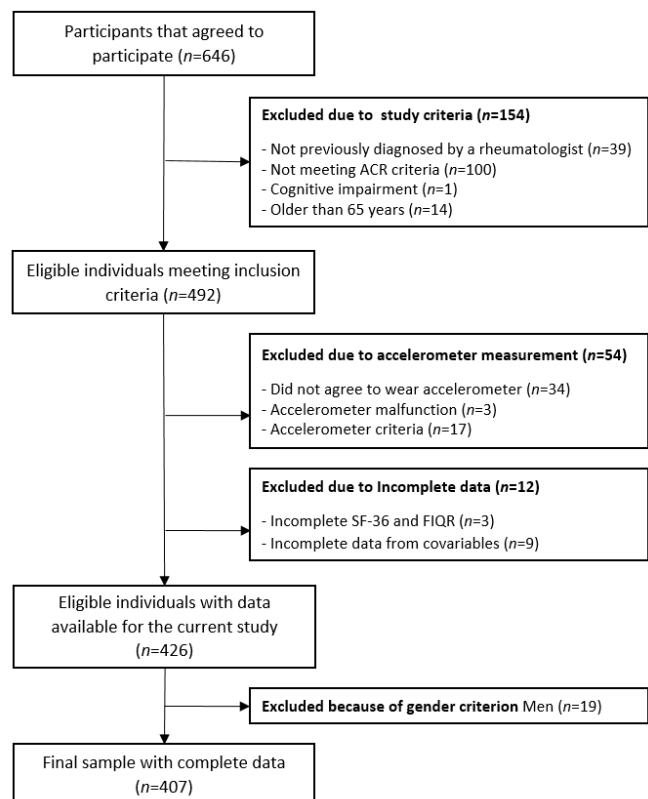 Participants that agreed to
participate (n=646)
Excluded due to study criteria (n=154)
- Not previously diagnosed by a rheumatologist (n=39)
- Not meeting ACR criteria (n=100)
- Cognitive impairment (n=1)
- Older than 65 years (n=14)
Eligible individuals meeting inclusion
criteria (n=492)
Excluded due to accelerometer measurement (n=54)
- Did not agree to wear accelerometer (n=34)
- Accelerometer malfunction (n=3)
- Accelerometer criteria (n=17)
Excluded due to Incomplete data (n=12)
- Incomplete SF-36 and FIQR (n=3)
- Incomplete data from covariables (n=9)
Eligible individuals with data
available for the current study
(n=426)
Excluded because of gender criterion Men (n=19)
Final sample with complete data
(n=407)